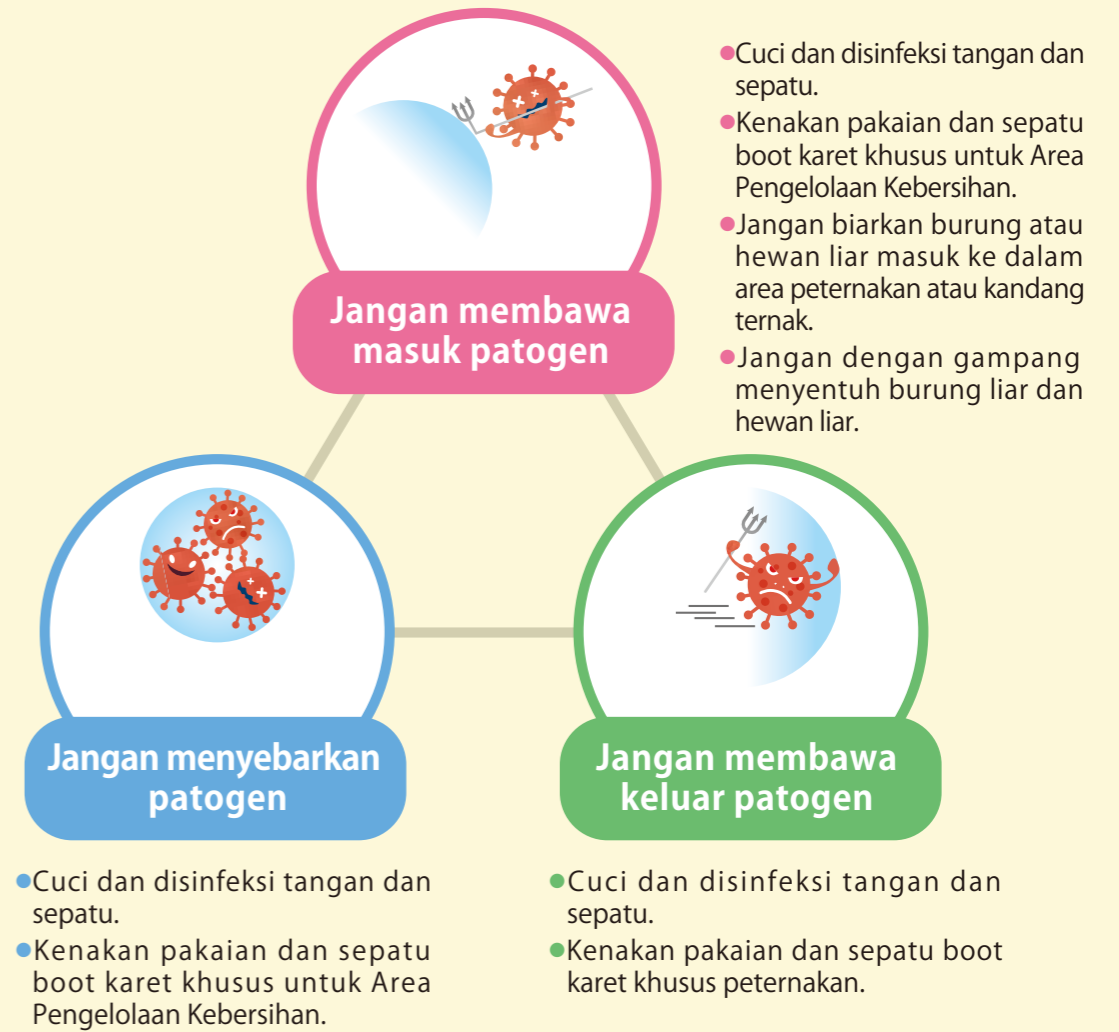 Jangan membawa
masuk patogen
●Cuci dan disinfeksi tangan dan
sepatu.
●Kenakan pakaian dan sepatu
boot karet khusus untuk Area
Pengelolaan Kebersihan.
●Jangan biarkan burung atau
hewan liar masuk ke dalam
area peternakan atau kandang
ternak.
●Jangan dengan gampang
menyentuh burung liar dan
hewan liar.
Jangan menyebarkan
patogen
●Cuci dan disinfeksi tangan dan
sepatu.
●Kenakan pakaian dan sepatu
boot karet khusus untuk Area
Pengelolaan Kebersihan.
Jangan membawa
keluar patogen
●Cuci dan disinfeksi tangan dan
sepatu.
●Kenakan pakaian dan sepatu boot
karet khusus peternakan.